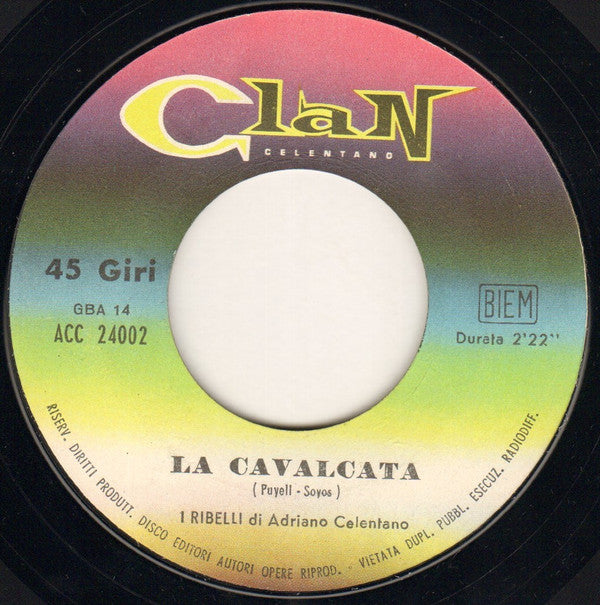 Clan
CELENTANO
45 Giri
GBA 14
ACC 24002
BIEM
Durata 2'22"
LA CAVALCATA
( Puyell - Soyos )
I RIBELLI di Adriano Celentano
RISERV. DIRITTI PRODUTT. DISCO EDITORI AUTORI OPERE RIPROD. - VIETATA DUPL. PUBBL. ESECUZ. RADIODIFF.